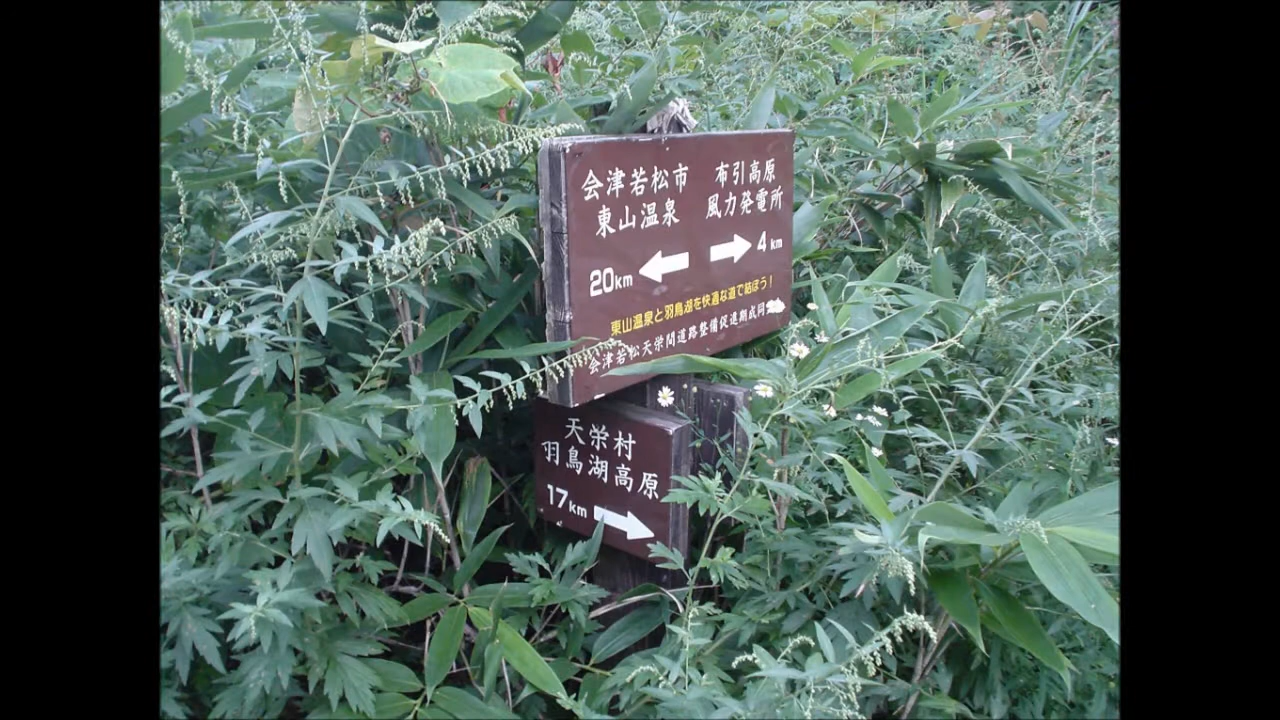 会津若松市
東山温泉
20km
布引高原
風力発電所
4km
東山温泉と羽鳥湖を快適な道で結ぼう!
会津若松天栄間道路整備促進期成同
天栄村
羽鳥湖高原
17km